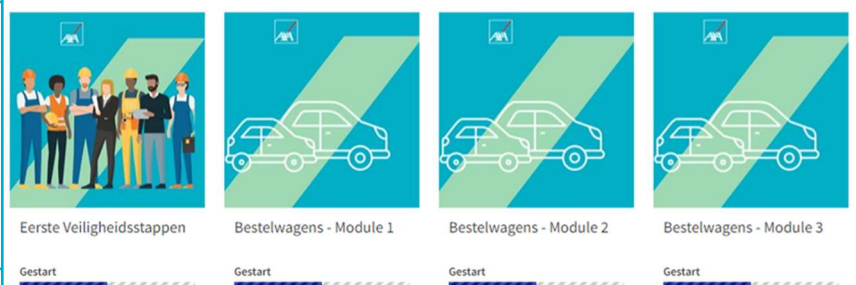 AXA
AXA
AXA
AXA
Eerste Veiligheidsstappen
Bestelwagens - Module 1
Bestelwagens - Module 2
Bestelwagens - Module 3
Gestart
Gestart
Gestart
Gestart